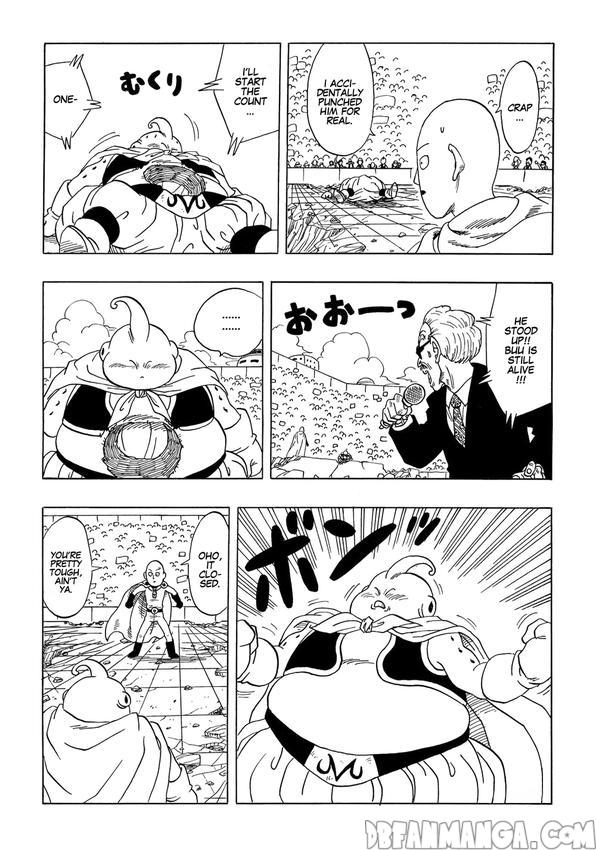 CRAP
...
I ACCI-
DENTALLY
PUNCHED
HIM FOR
REAL.
I'LL
START
THE
COUNT
...
むくり
ONE-
M
HE
STOOD
UP!!
BUU IS
STILL
ALIVE
!!!
おおーっ
......
......
ボンッ
M
OHO,
IT
CLO-
SED.
YOU'RE
PRETTY
TOUGH,
AIN'T
YA.
DBFANMANGA.COM